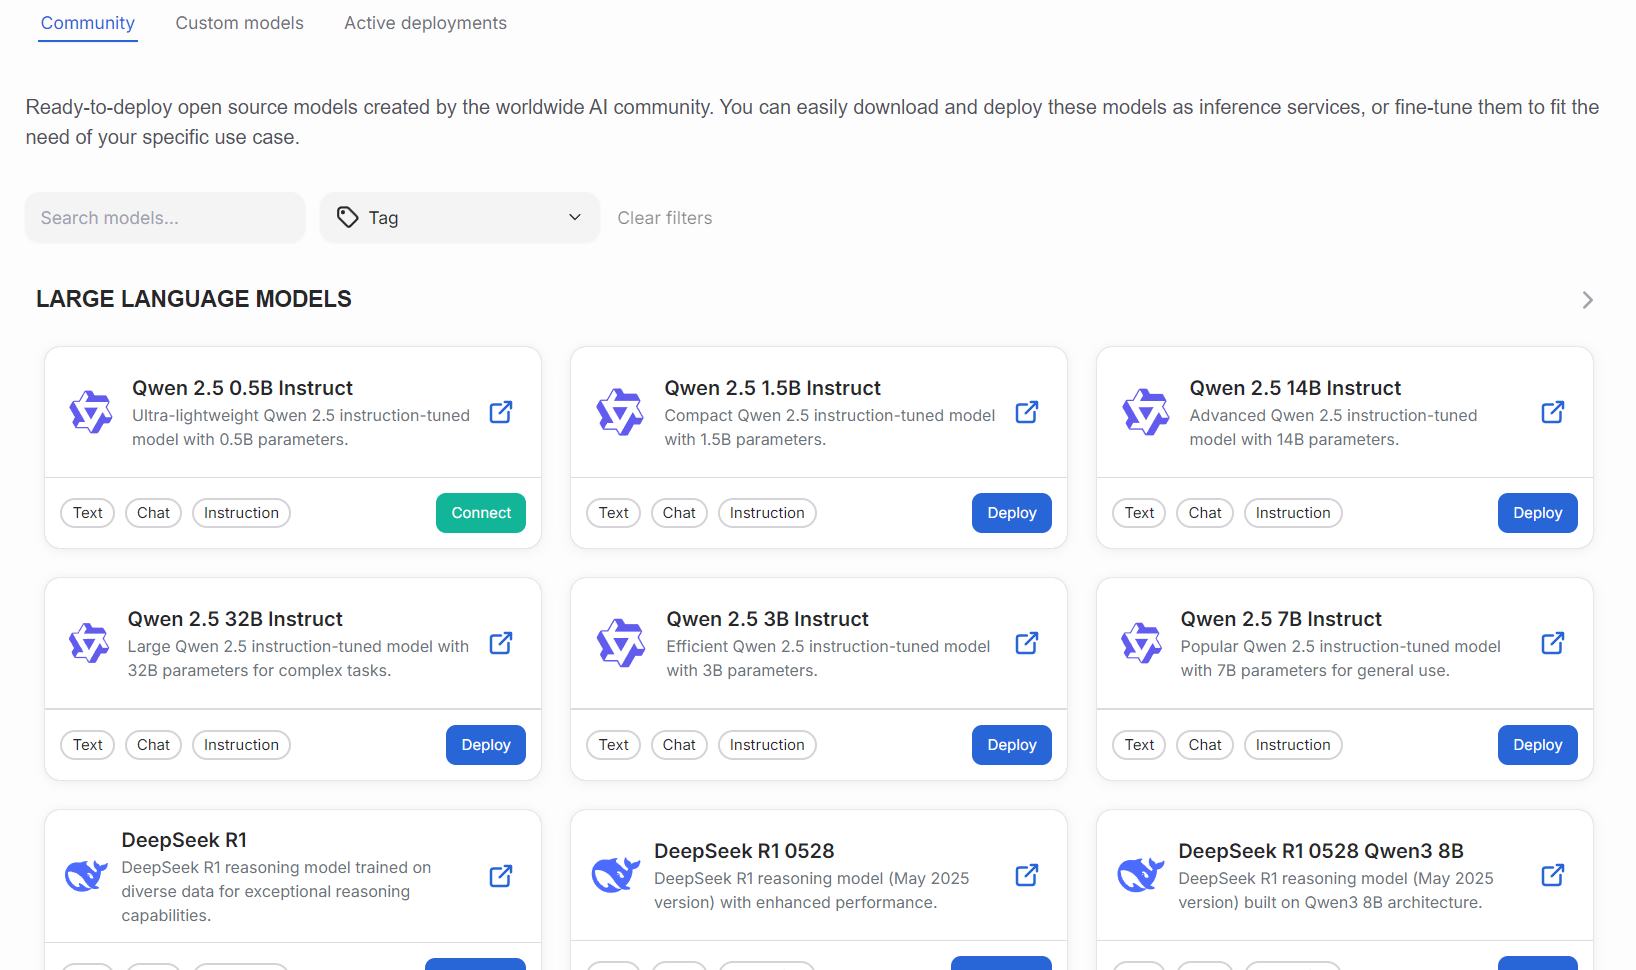 Community
Custom models
Active deployments
Ready-to-deploy open source models created by the worldwide AI community. You can easily download and deploy these models as inference services, or fine-tune them to fit the
need of your specific use case.
Search models...
Tag
Clear filters
LARGE LANGUAGE MODELS
Qwen 2.5 0.5B Instruct
Ultra-lightweight Qwen 2.5 instruction-tuned
model with 0.5B parameters.
Text
Chat
Instruction
Connect
Qwen 2.5 1.5B Instruct
Compact Qwen 2.5 instruction-tuned model
with 1.5B parameters.
Text
Chat
Instruction
Deploy
Qwen 2.5 14B Instruct
Advanced Qwen 2.5 instruction-tuned
model with 14B parameters.
Text
Chat
Instruction
Deploy
Qwen 2.5 32B Instruct
Large Qwen 2.5 instruction-tuned model with
32B parameters for complex tasks.
Text
Chat
Instruction
Deploy
Qwen 2.5 3B Instruct
Efficient Qwen 2.5 instruction-tuned model
with 3B parameters.
Text
Chat
Instruction
Deploy
Qwen 2.5 7B Instruct
Popular Qwen 2.5 instruction-tuned model
with 7B parameters for general use.
Text
Chat
Instruction
Deploy
DeepSeek R1
DeepSeek R1 reasoning model trained on
diverse data for exceptional reasoning
capabilities.
DeepSeek R1 0528
DeepSeek R1 reasoning model (May 2025
version) with enhanced performance.
DeepSeek R1 0528 Qwen3 8B
DeepSeek R1 reasoning model (May 2025
version) built on Qwen3 8B architecture.